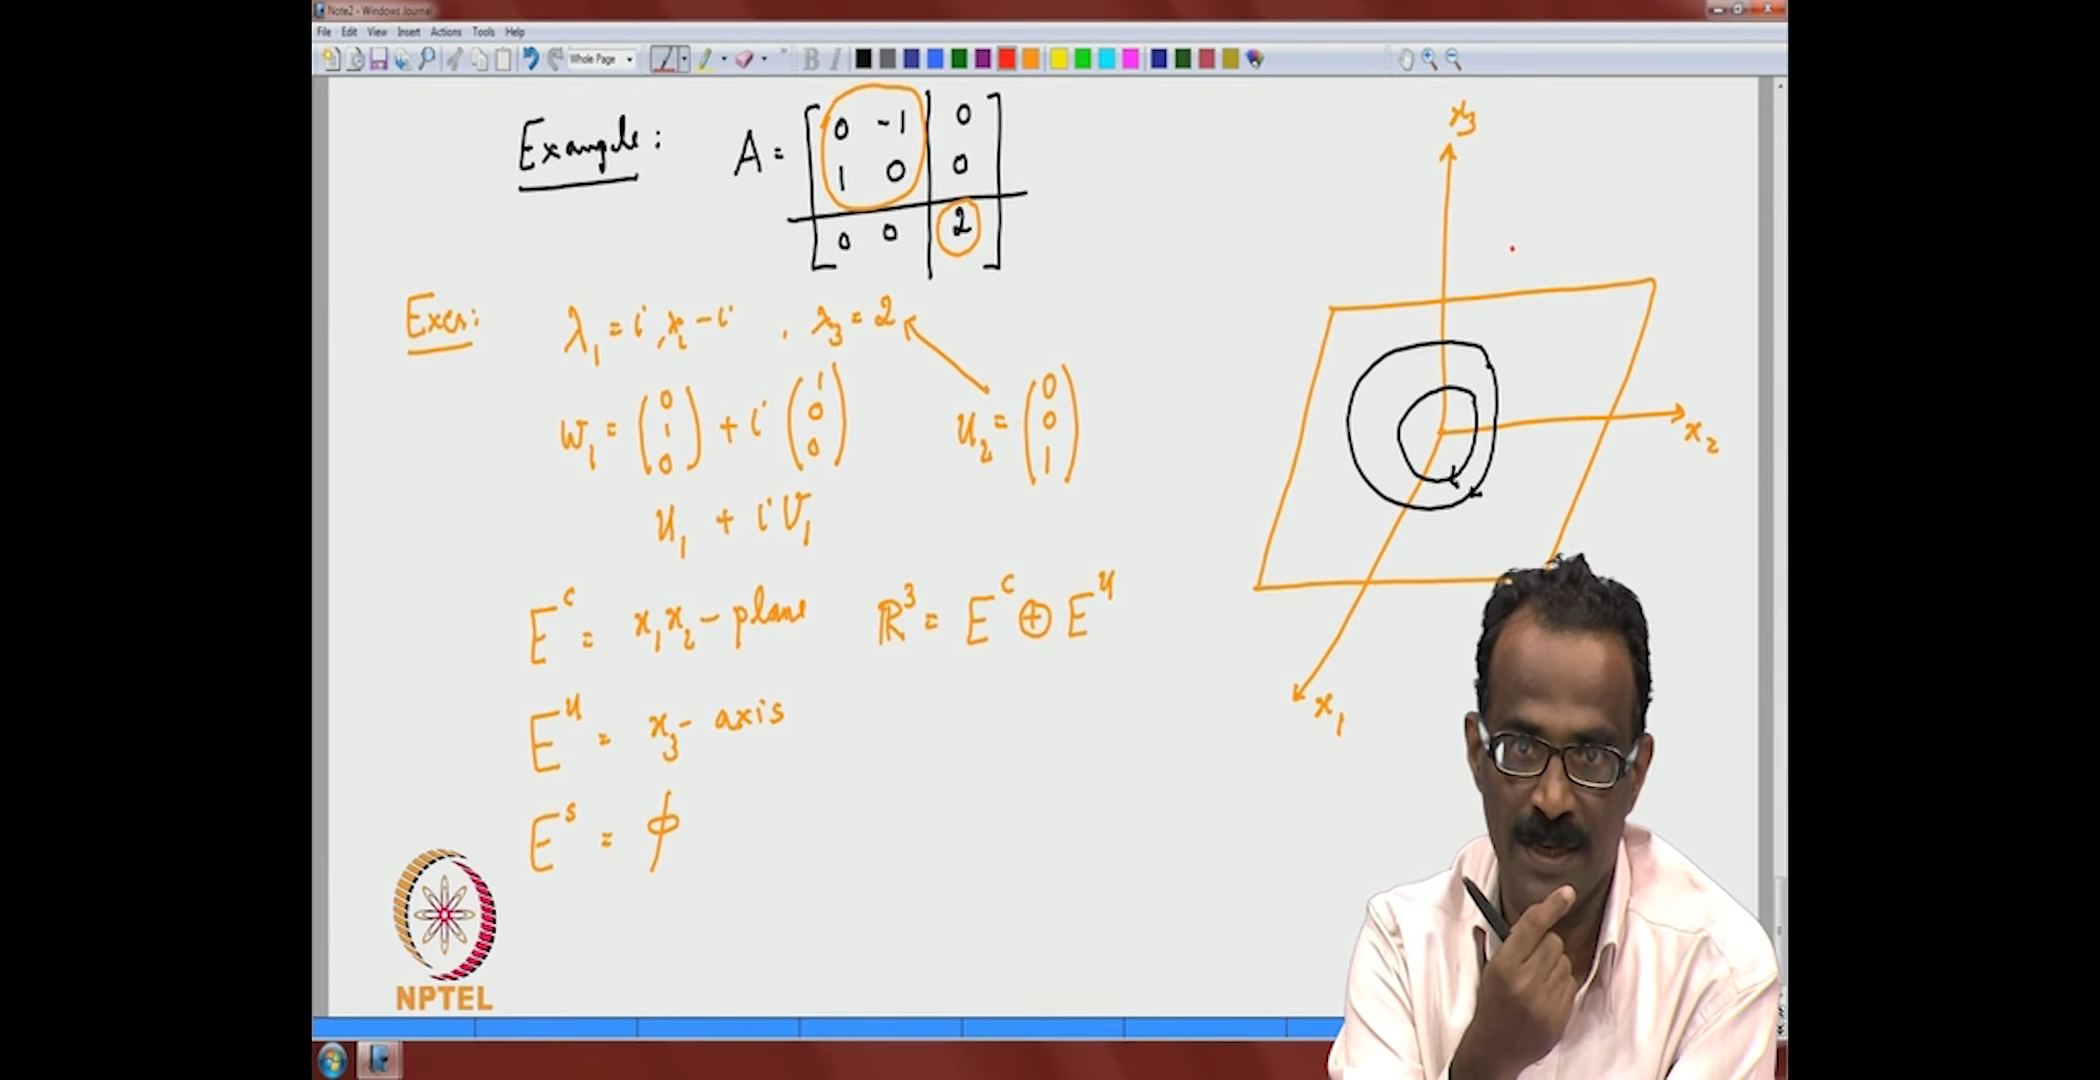 Note2 - Windows Journal
File Edit View Insert Actions Tools Help
Whole Page
B I
Example: A = [0 -1 0
1 0 0
0 0 2]
Exer: λ₁ = i, λ₂ - i, λ₃ = 2
w₁ = (0 1 0) + i (1 0 0) u₂ = (0 0 1)
u₁ + i v₁
E^c = x₁x₂ - plane ℝ³ = E^c ⊕ E^u
E^u = x₃ - axis
E^s = ϕ
x₃
x₂
x₁
NPTEL